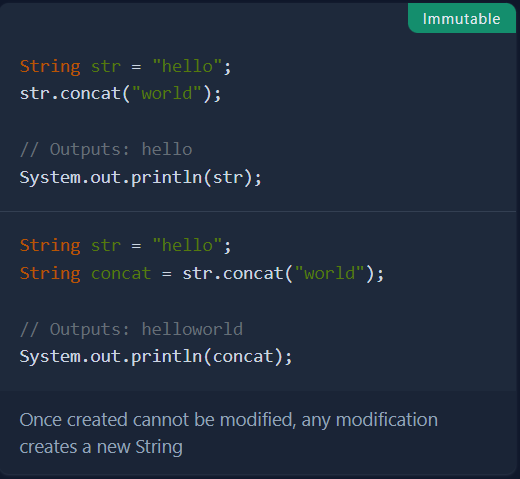 Immutable
String str = "hello";
str.concat("world");
// Outputs: hello
System.out.println(str);
String str = "hello";
String concat = str.concat("world");
// Outputs: helloworld
System.out.println(concat);
Once created cannot be modified, any modification
creates a new String